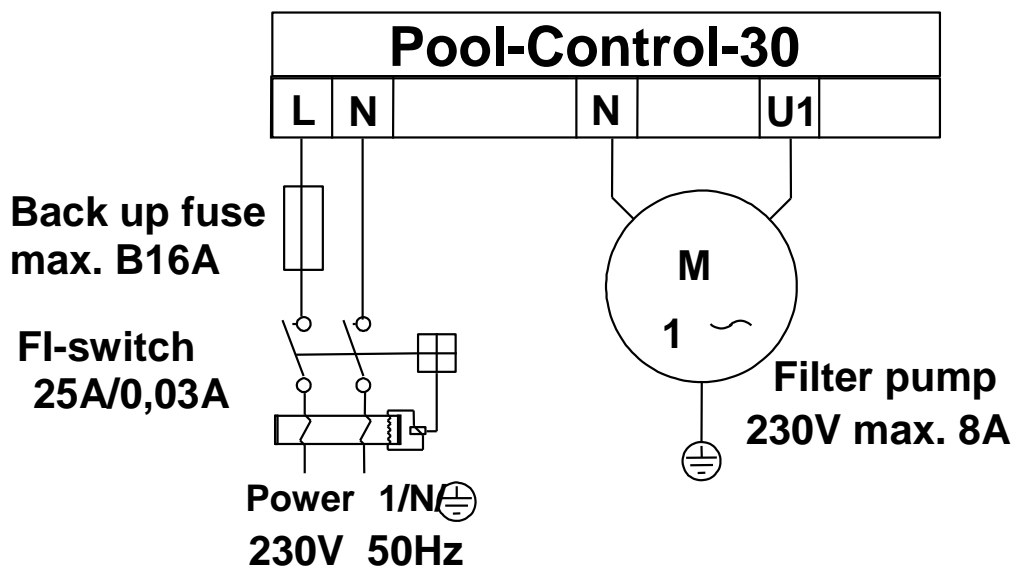 Pool-Control-30
L N N U1
Back up fuse
max. B16A
M
1
FI-switch
25A/0,03A
Filter pump
230V max. 8A
Power 1/N/
230V 50Hz